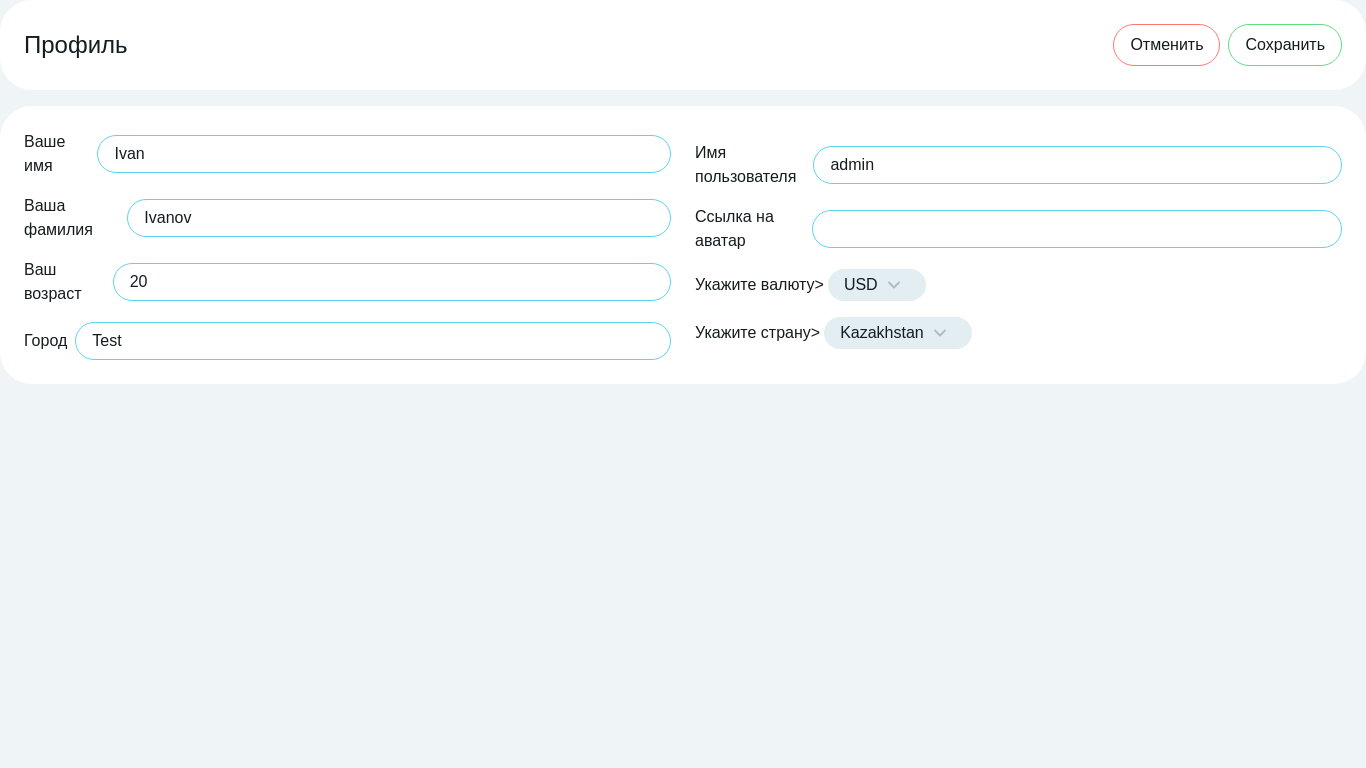 Профиль
Отменить
Сохранить
Ваше
имя
Ivan
Ваша
фамилия
Ivanov
Ваш
возраст
20
Город
Test
Имя
пользователя
admin
Ссылка на
аватар
Укажите валюту>
USD
Укажите страну>
Kazakhstan